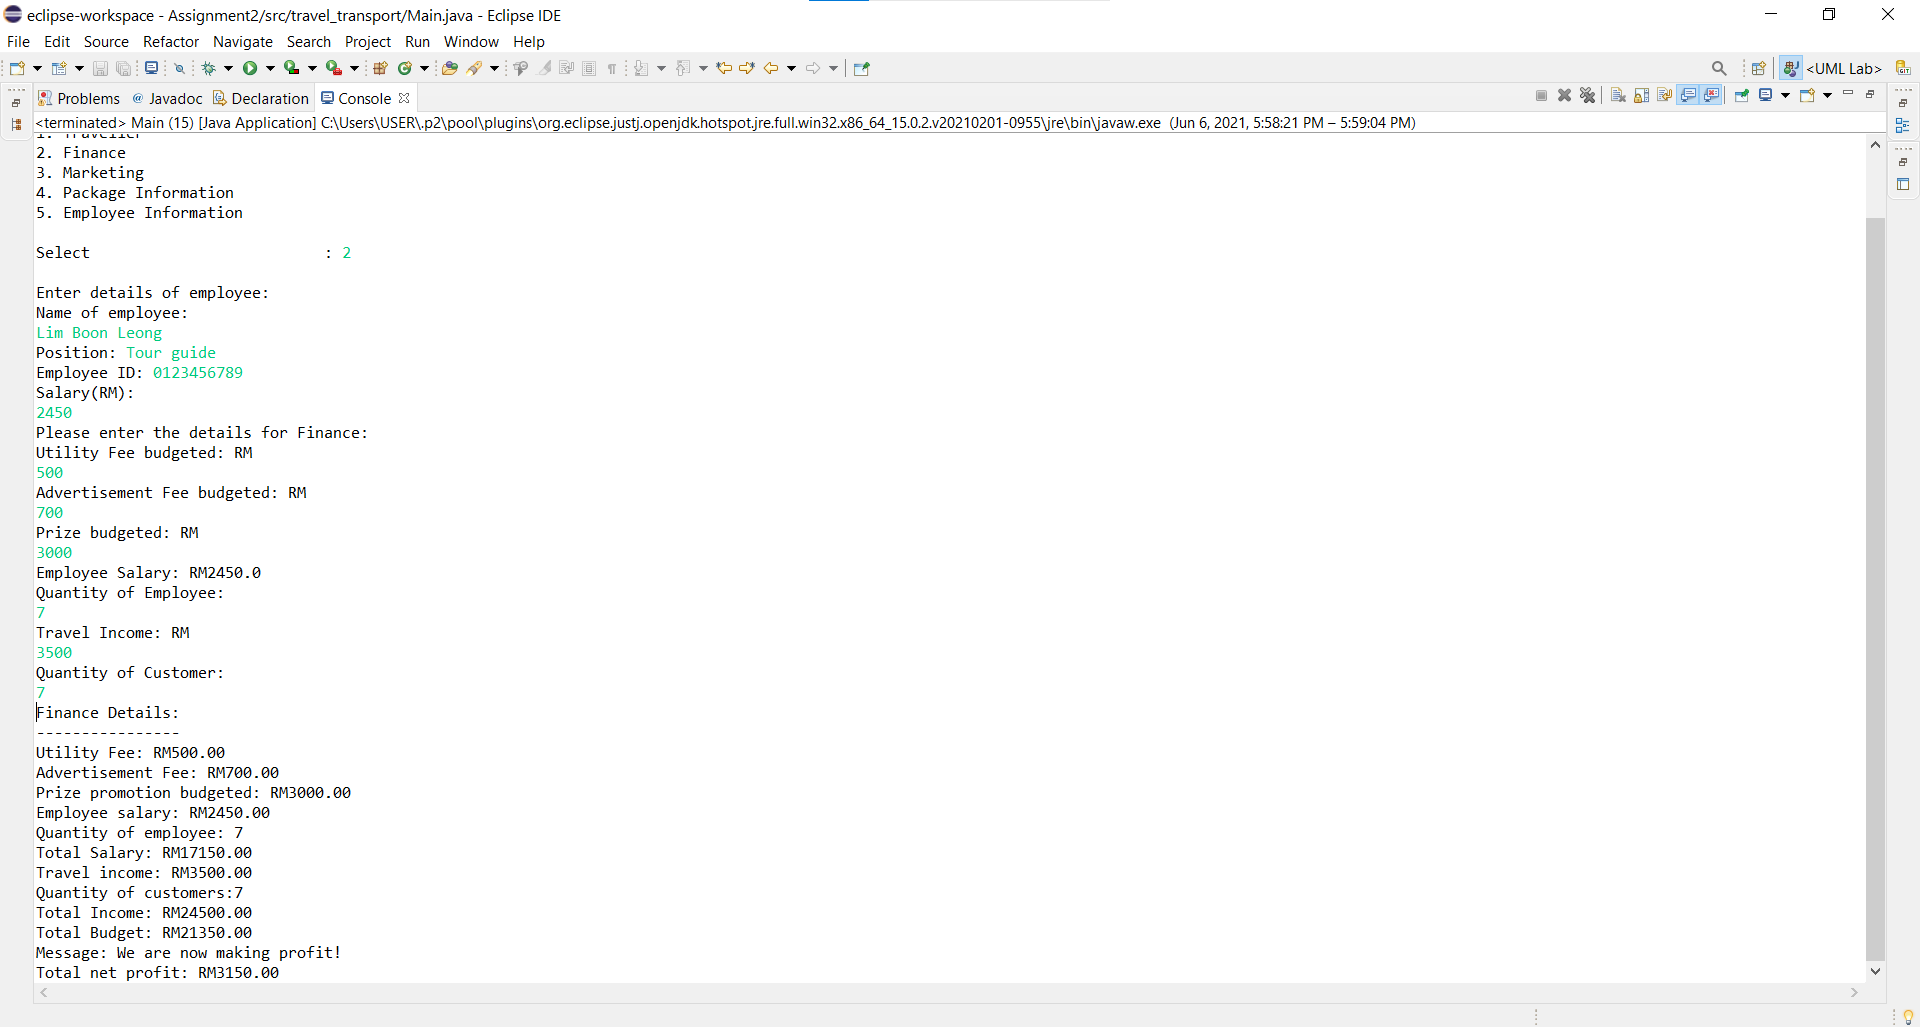 eclipse-workspace - Assignment2/src/travel_transport/Main.java - Eclipse IDE
File Edit Source Refactor Navigate Search Project Run Window Help
<UML Lab>
Problems @ Javadoc Declaration Console
<terminated> Main (15) [Java Application] C:\Users\USER\.p2\pool\plugins\org.eclipse.justj.openjdk.hotspot.jre.full.win32.x86_64_15.0.2.v20210201-0955\jre\bin\javaw.exe (Jun 6, 2021, 5:58:21 PM – 5:59:04 PM)
1. Traveller
2. Finance
3. Marketing
4. Package Information
5. Employee Information
Select : 2
Enter details of employee:
Name of employee:
Lim Boon Leong
Position: Tour guide
Employee ID: 0123456789
Salary(RM):
2450
Please enter the details for Finance:
Utility Fee budgeted: RM
500
Advertisement Fee budgeted: RM
700
Prize budgeted: RM
3000
Employee Salary: RM2450.0
Quantity of Employee:
7
Travel Income: RM
3500
Quantity of Customer:
7
Finance Details:
----------------
Utility Fee: RM500.00
Advertisement Fee: RM700.00
Prize promotion budgeted: RM3000.00
Employee salary: RM2450.00
Quantity of employee: 7
Total Salary: RM17150.00
Travel income: RM3500.00
Quantity of customers:7
Total Income: RM24500.00
Total Budget: RM21350.00
Message: We are now making profit!
Total net profit: RM3150.00